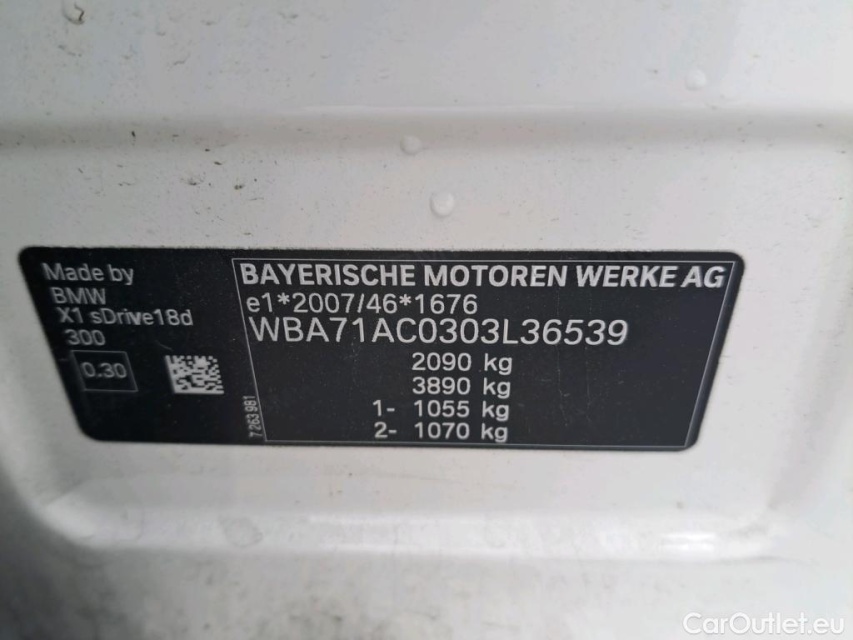 Made by
BMW
X1 sDrive18d
300
0.30
7 263 981
BAYERISCHE MOTOREN WERKE AG
e1*2007/46*1676
WBA71AC0303L36539
2090 kg
3890 kg
1- 1055 kg
2- 1070 kg
CarOutlet.eu